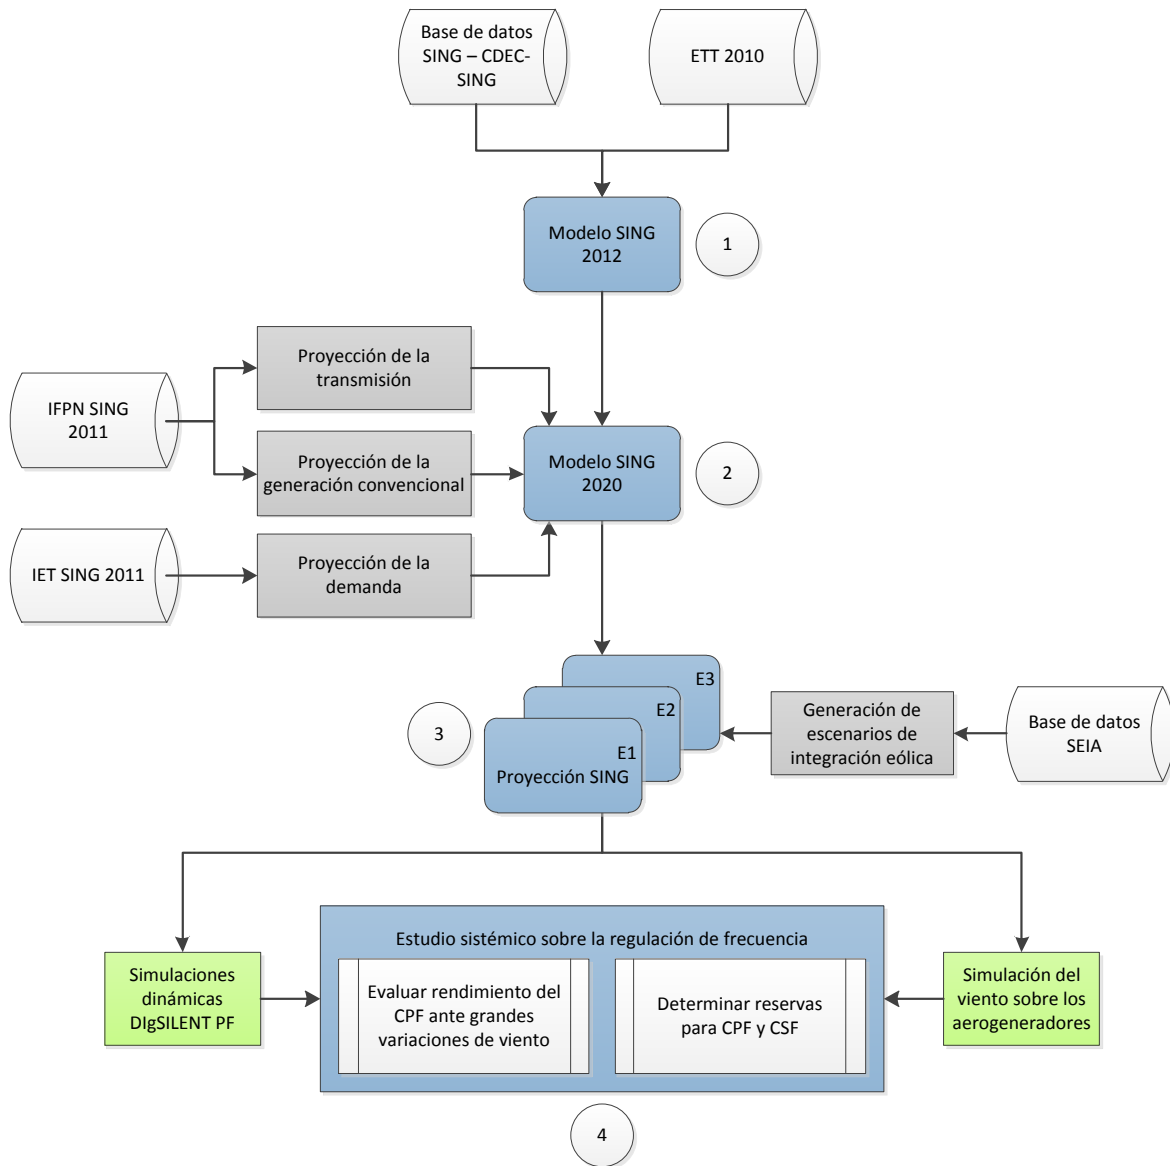 Base de datos
SING – CDEC-
SING
ETT 2010
Modelo SING
2012
1
Proyección de la
transmisión
IFPN SING
2011
Proyección de la
generación convencional
Modelo SING
2020
2
IET SING 2011
Proyección de la
demanda
E3
E2
E1
Proyección SING
3
Generación de
escenarios de
integración eólica
Base de datos
SEIA
Estudio sistémico sobre la regulación de frecuencia
Simulaciones
dinámicas
DIgSILENT PF
Evaluar rendimiento del
CPF ante grandes
variaciones de viento
Determinar reservas
para CPF y CSF
Simulación del
viento sobre los
aerogeneradores
4